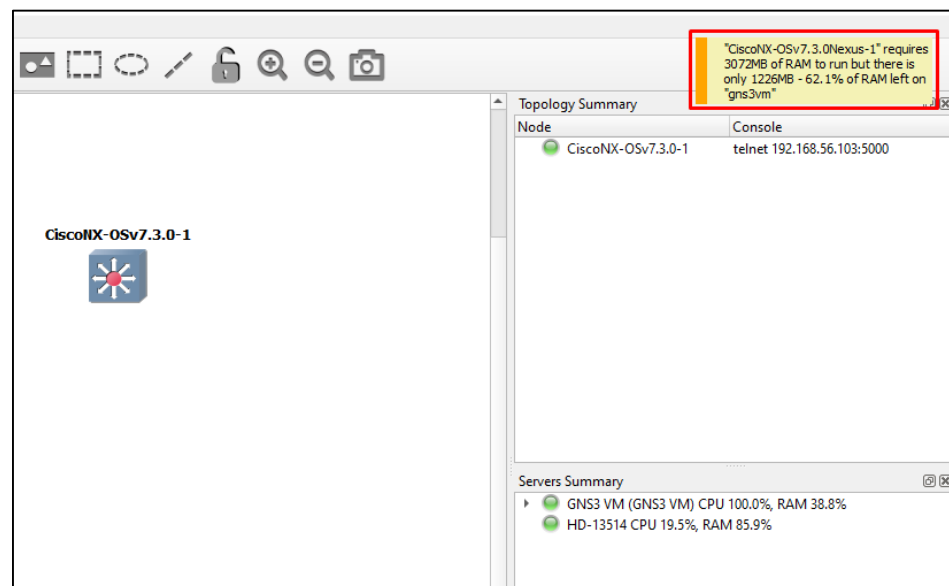 "CiscoNX-OSv7.3.0Nexus-1" requires
3072MB of RAM to run but there is
only 1226MB - 62.1% of RAM left on
"gns3vm"
Topology Summary
Node Console
CiscoNX-OSv7.3.0-1 telnet 192.168.56.103:5000
CiscoNX-OSv7.3.0-1
Servers Summary
GNS3 VM (GNS3 VM) CPU 100.0%, RAM 38.8%
HD-13514 CPU 19.5%, RAM 85.9%